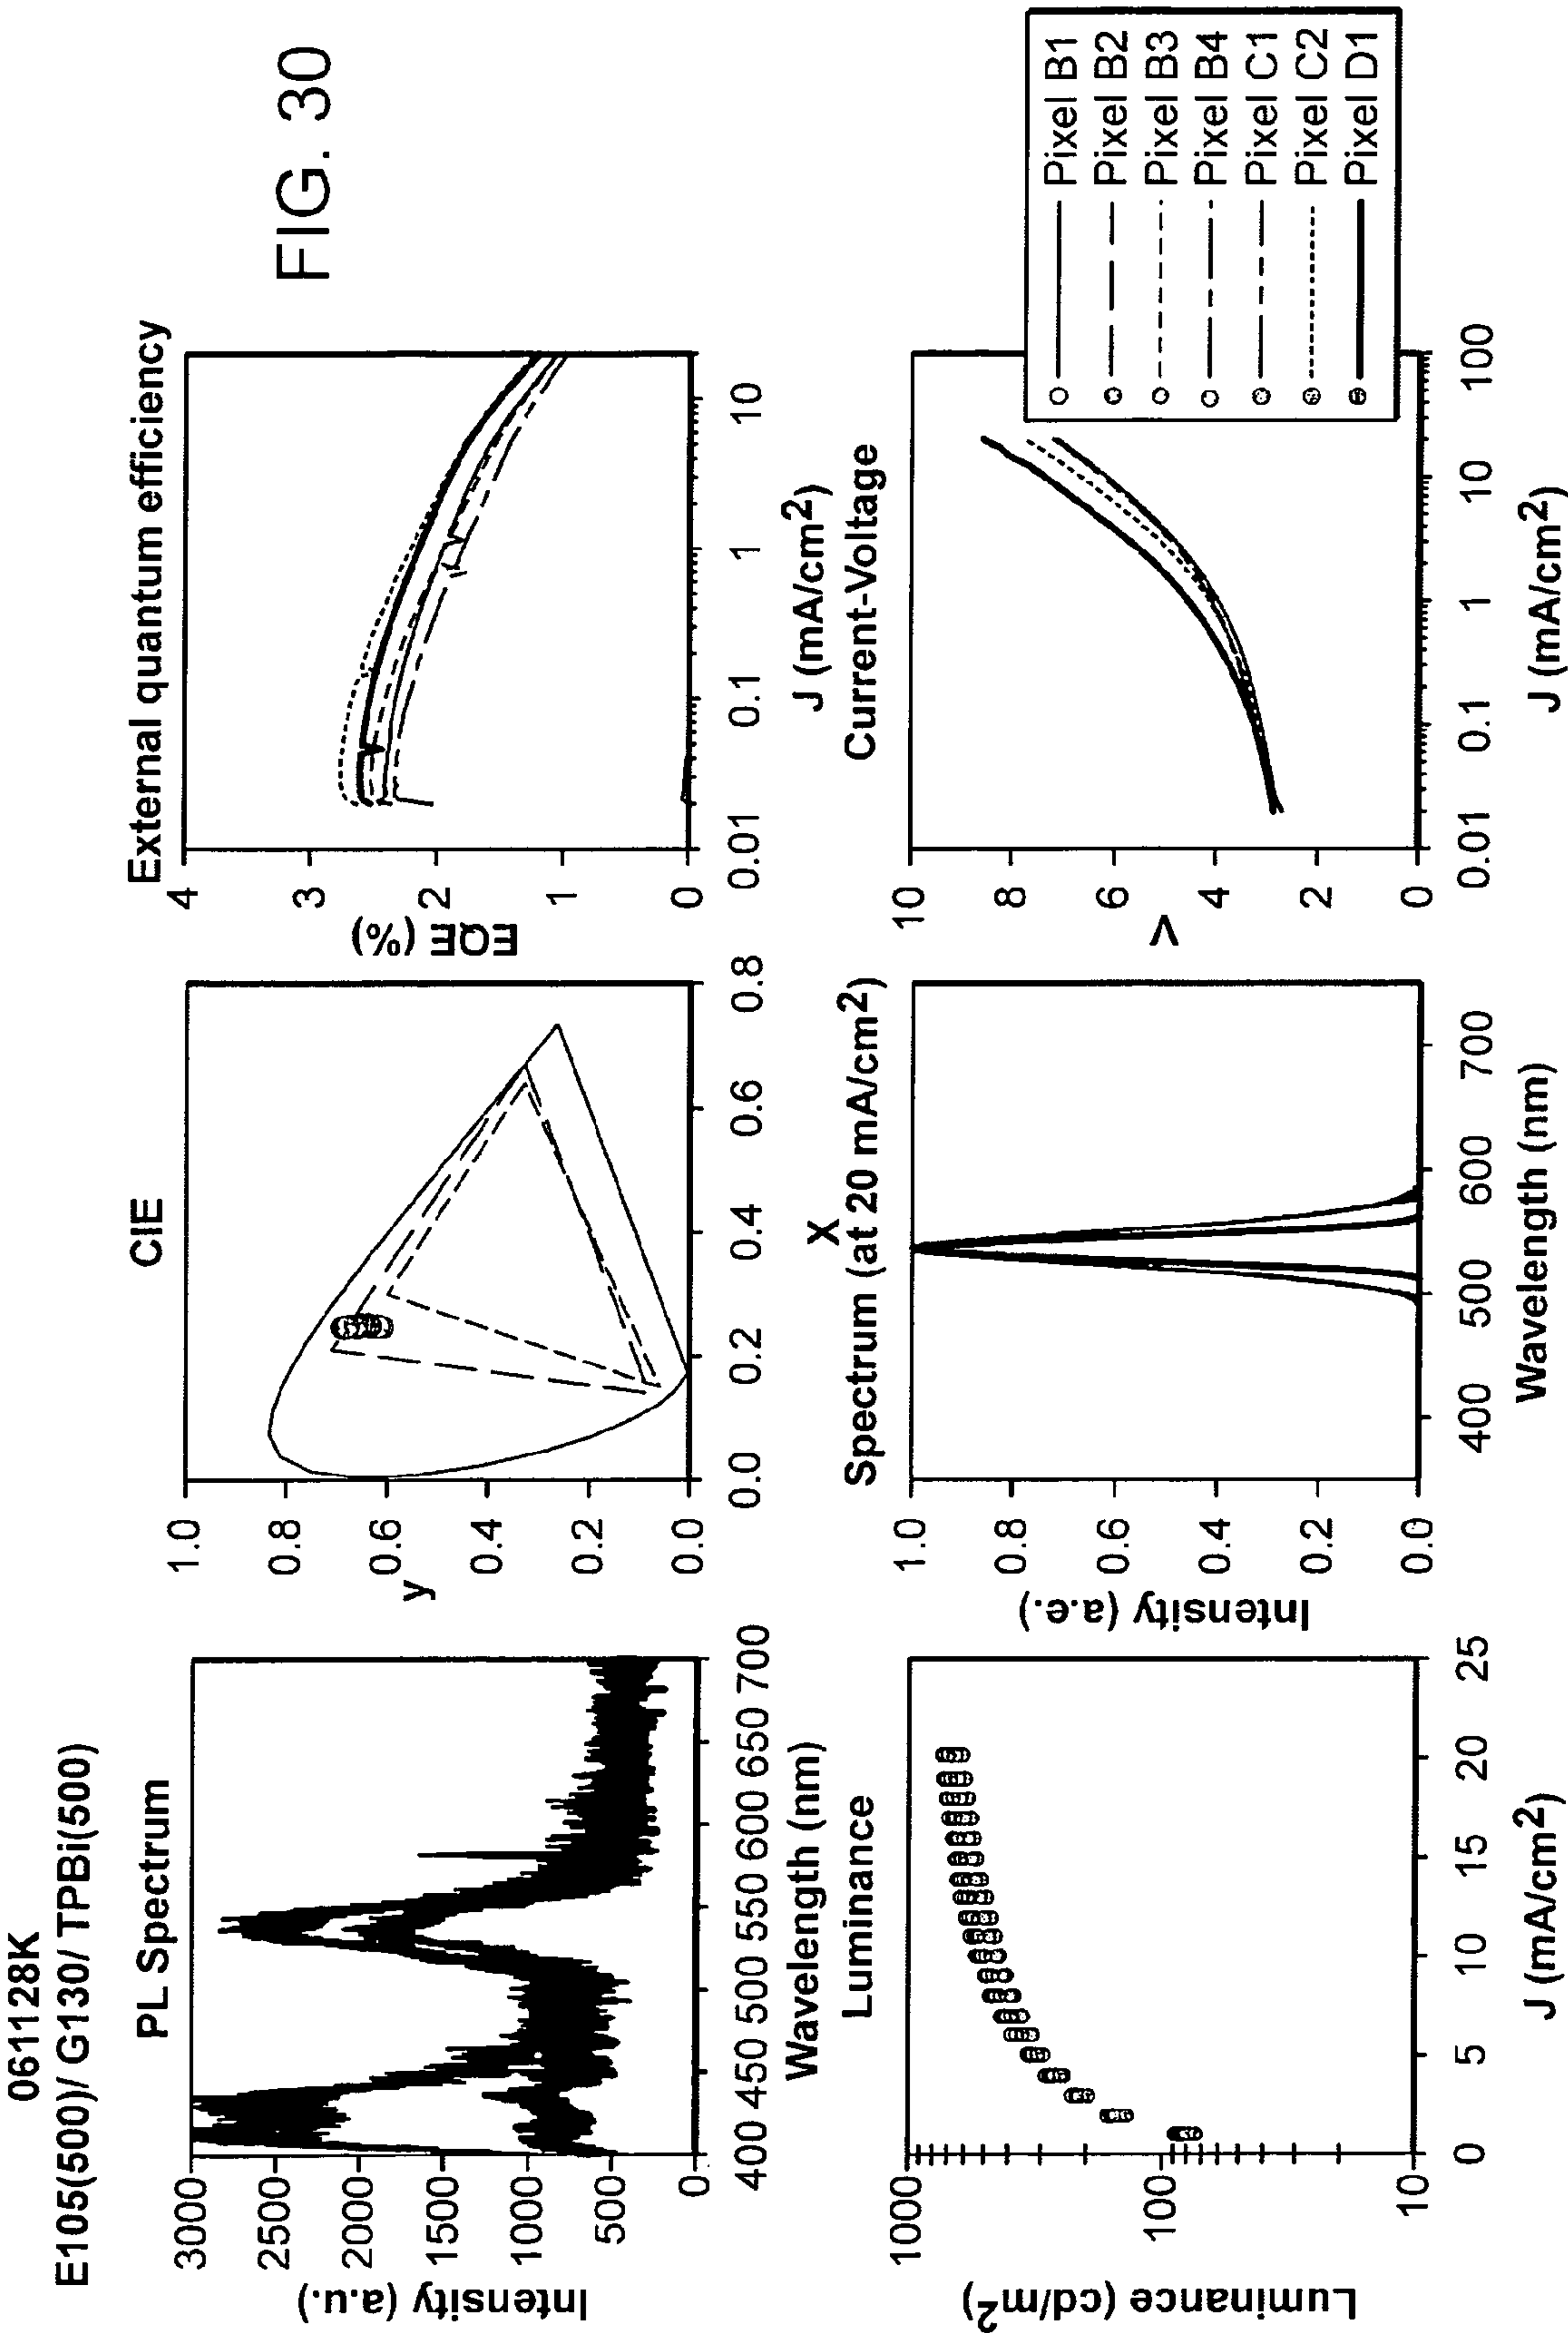 061128K
E105(500)/ G130/ TPBi(500)
PL Spectrum
Intensity (a.u.)
3000
2500
2000
1500
1000
500
0
400 450 500 550 600 650 700
Wavelength (nm)
CIE
y
1.0
0.8
0.6
0.4
0.2
0.0
0.0 0.2 0.4 0.6 0.8
X
External quantum efficiency
EQE (%)
4
3
2
1
0
0.01 0.1 1 10
J (mA/cm2)
FIG. 30
Luminance
Luminance (cd/m2)
1000
100
10
0 5 10 15 20 25
J (mA/cm2)
Spectrum (at 20 mA/cm2)
Intensity (a.e.)
1.0
0.8
0.6
0.4
0.2
0.0
400 500 600 700
Wavelength (nm)
Current-Voltage
V
10
8
6
4
2
0
0.01 0.1 1 10 100
J (mA/cm2)
Pixel B1
Pixel B2
Pixel B3
Pixel B4
Pixel C1
Pixel C2
Pixel D1